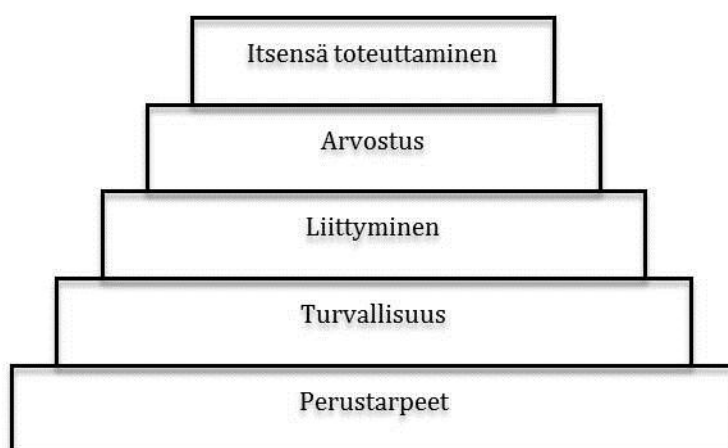 Itsensä toteuttaminen
Arvostus
Liittyminen
Turvallisuus
Perustarpeet